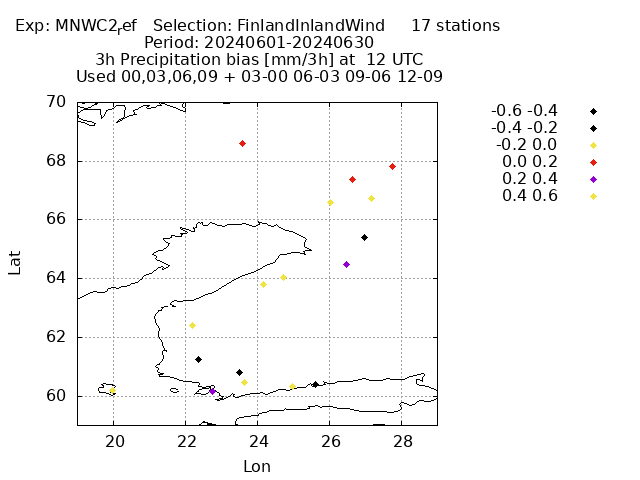 Exp: MNWC2ref   Selection: FinlandInlandWind     17 stations
Period: 20240601-20240630
3h Precipitation bias [mm/3h] at  12 UTC
Used 00,03,06,09 + 03-00 06-03 09-06 12-09
-0.6 -0.4
-0.4 -0.2
-0.2 0.0
0.0 0.2
0.2 0.4
0.4 0.6
70
68
66
64
62
60
Lat
20 22 24 26 28
Lon